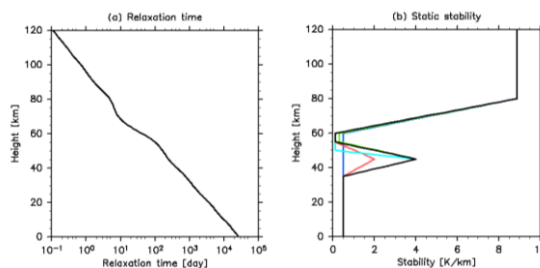 (a) Relaxation time
(b) Static stability
120
100
80
60
40
20
0
Height [km]
10⁻¹ 10⁰ 10¹ 10² 10³ 10⁴ 10⁵
Relaxation time [day]
120
100
80
60
40
20
0
Height [km]
0 2 4 6 8
Stability [K/km]